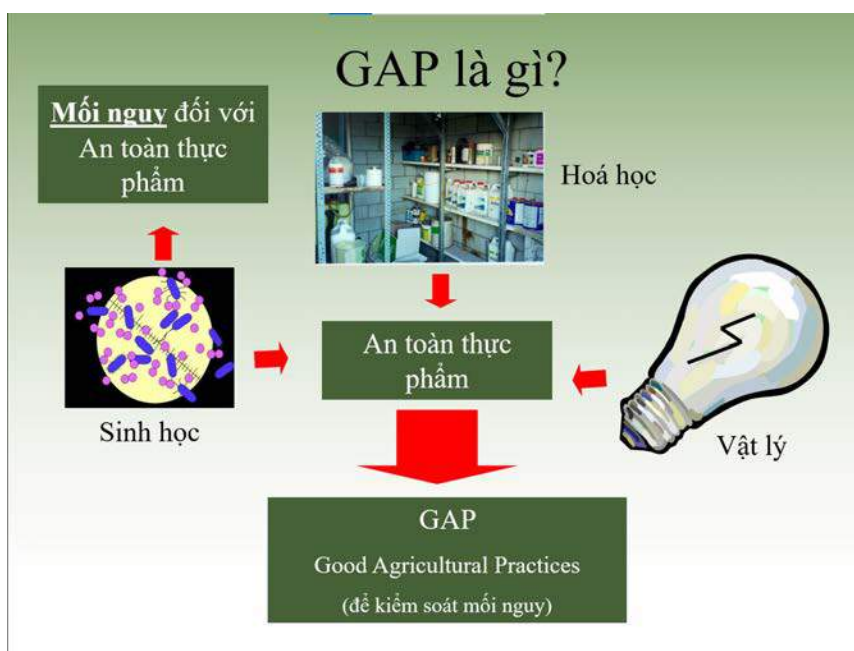 GAP là gì?
Mối nguy đối với
An toàn thực
phẩm
Hoá học
An toàn thực
phẩm
Sinh học
Vật lý
GAP
Good Agricultural Practices
(để kiểm soát mối nguy)